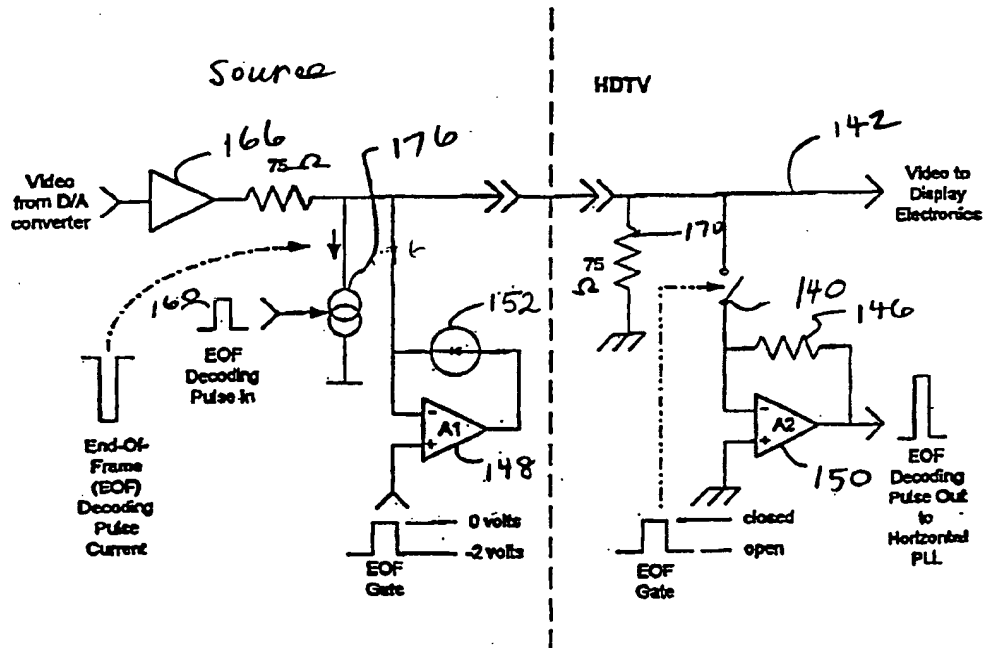 Source
HDTV
166
75 Ω
176
142
Video
from D/A
converter
Video to
Display
Electronics
170
75
Ω
160
152
140
146
EOF
Decoding
Pulse In
A1
148
A2
150
End-Of-
Frame
(EOF)
Decoding
Pulse
Current
EOF
Decoding
Pulse Out
to
Horizontal
PLL
0 volts
-2 volts
EOF
Gate
closed
open
EOF
Gate